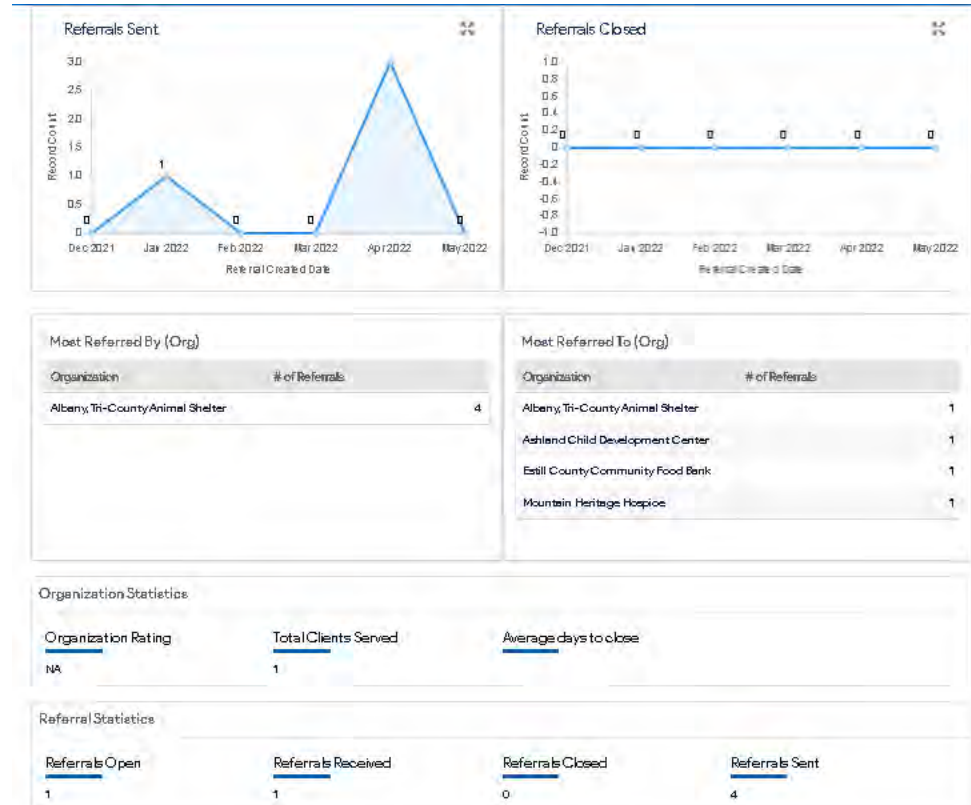 Referrals Sent
3.0
2.5
2.0
1.5
1.0
0.5
0
Record Count
0
1
0
0
0
Dec 2021 Jan 2022 Feb 2022 Mar 2022 Apr 2022 May 2022
Referral Created Date
Referrals Closed
1.0
0.8
0.6
0.4
0.2
0
-0.2
-0.4
-0.6
-0.8
-1.0
Record Count
0 0 0 0 0 0
Dec 2021 Jan 2022 Feb 2022 Mar 2022 Apr 2022 May 2022
Referral Created Date
Most Referred By (Org)
Organization # of Referrals
Albany, Tri-County Animal Shelter 4
Most Referred To (Org)
Organization # of Referrals
Albany, Tri-County Animal Shelter 1
Ashland Child Development Center 1
Estill County Community Food Bank 1
Mountain Heritage Hospice 1
Organization Statistics
Organization Rating Total Clients Served Average days to close
NA 1
Referral Statistics
Referrals Open Referrals Received Referrals Closed Referrals Sent
1 1 0 4